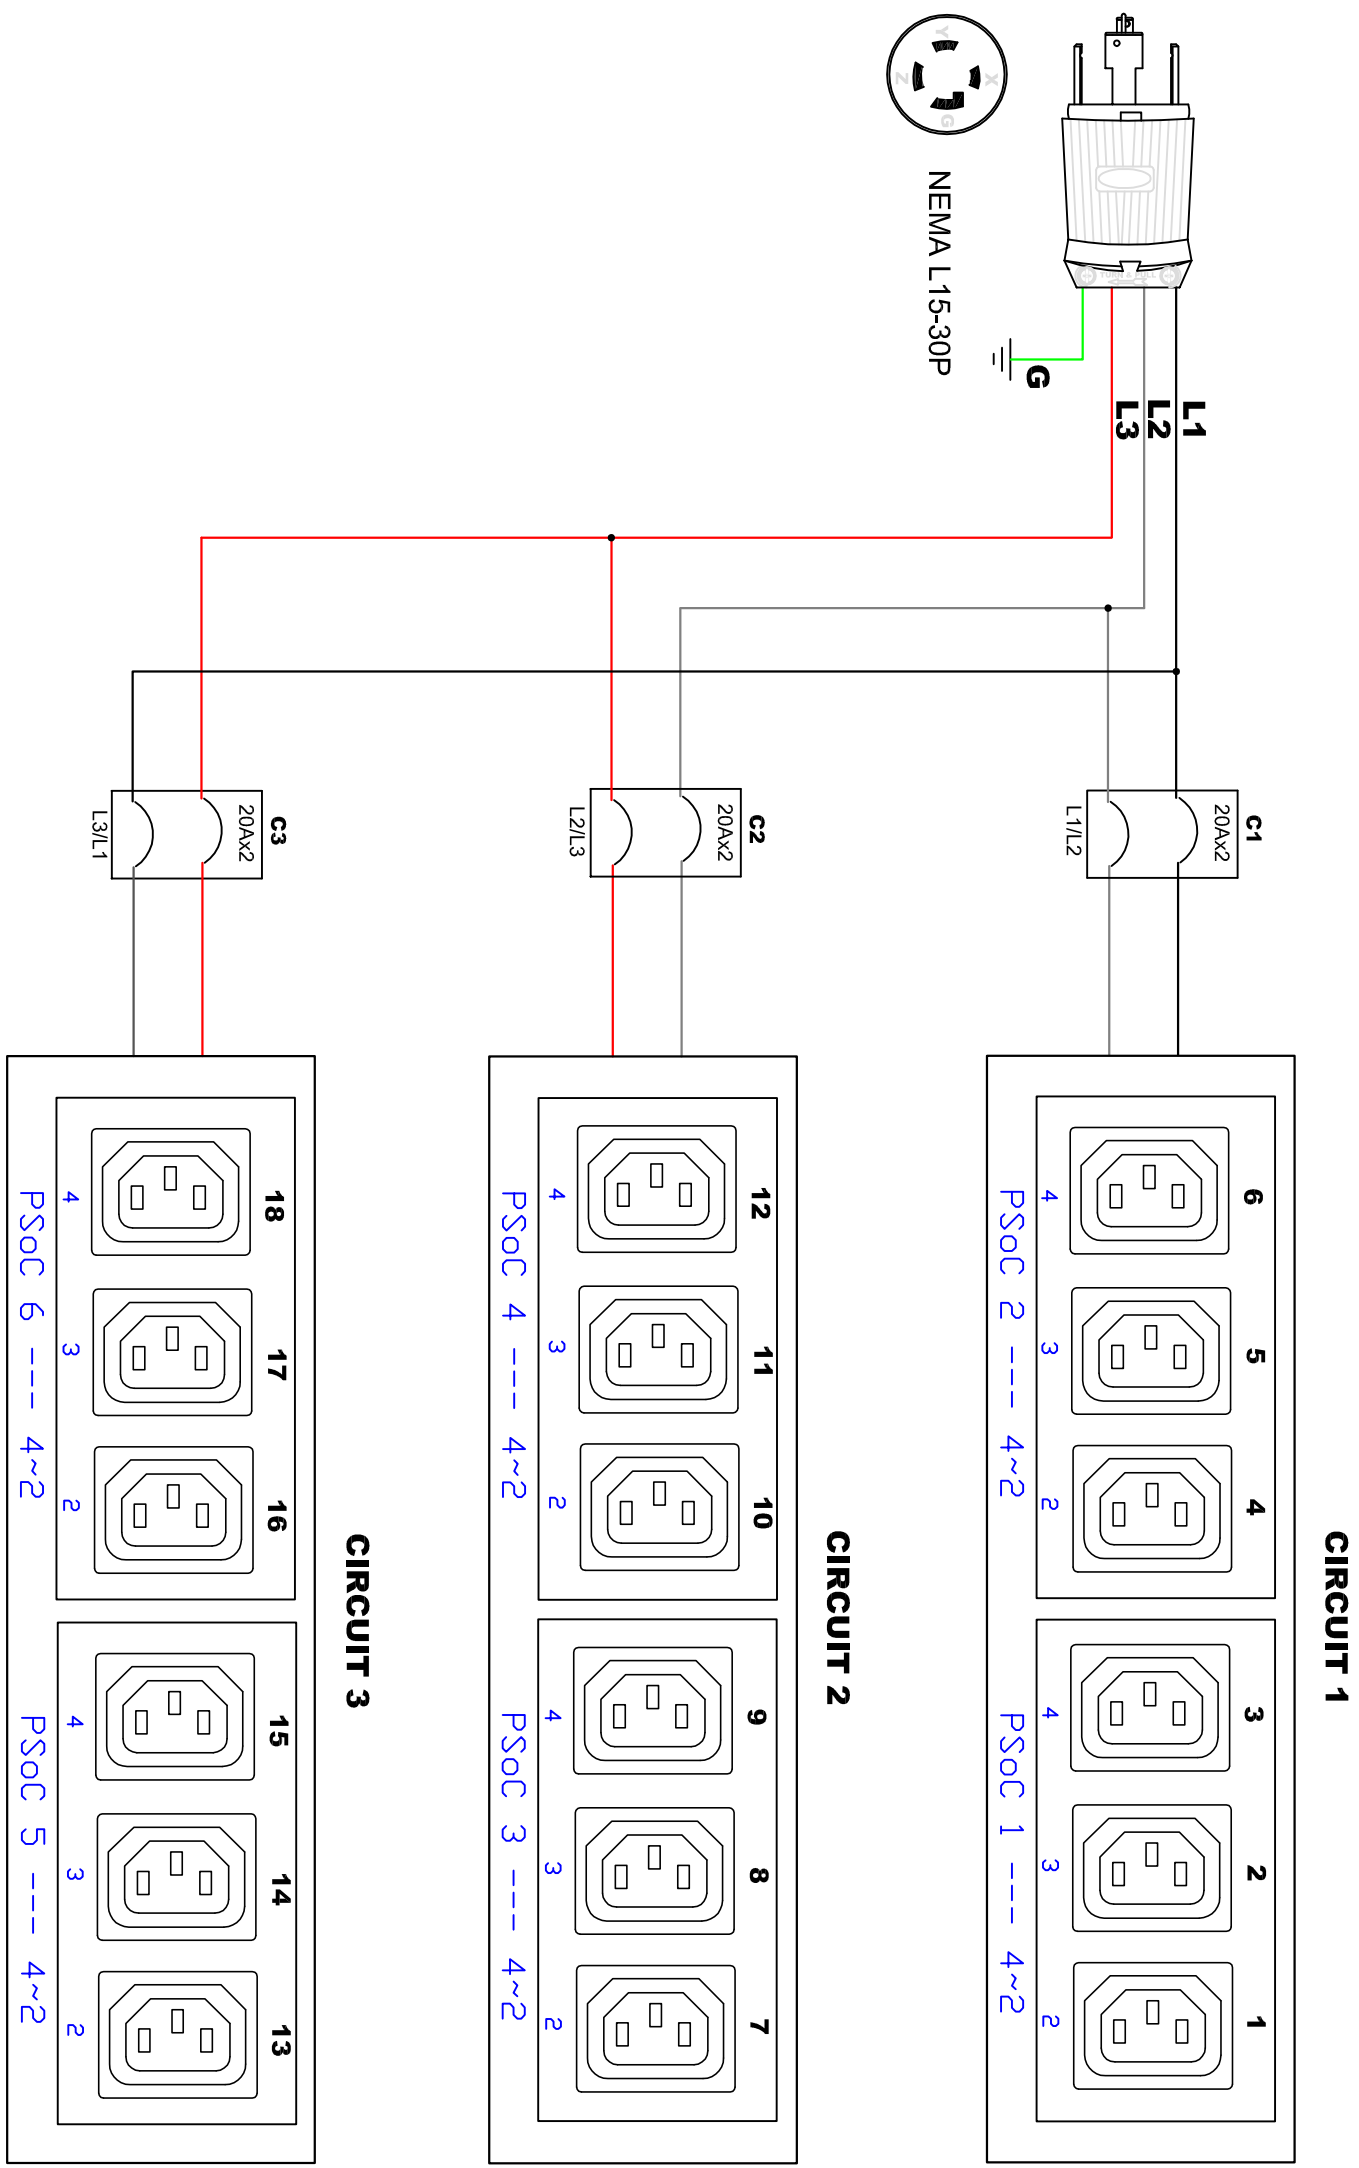 Y
X
Z
G
NEMA L15-30P
TURN & PULL
G
L1
L2
L3
C1
20Ax2
L1/L2
C2
20Ax2
L2/L3
C3
20Ax2
L3/L1
CIRCUIT 1
6
5
4
3
2
1
4
3
2
4
3
2
PSoC 2 --- 4~2
PSoC 1 --- 4~2
CIRCUIT 2
12
11
10
9
8
7
4
3
2
4
3
2
PSoC 4 --- 4~2
PSoC 3 --- 4~2
CIRCUIT 3
18
17
16
15
14
13
4
3
2
4
3
2
PSoC 6 --- 4~2
PSoC 5 --- 4~2